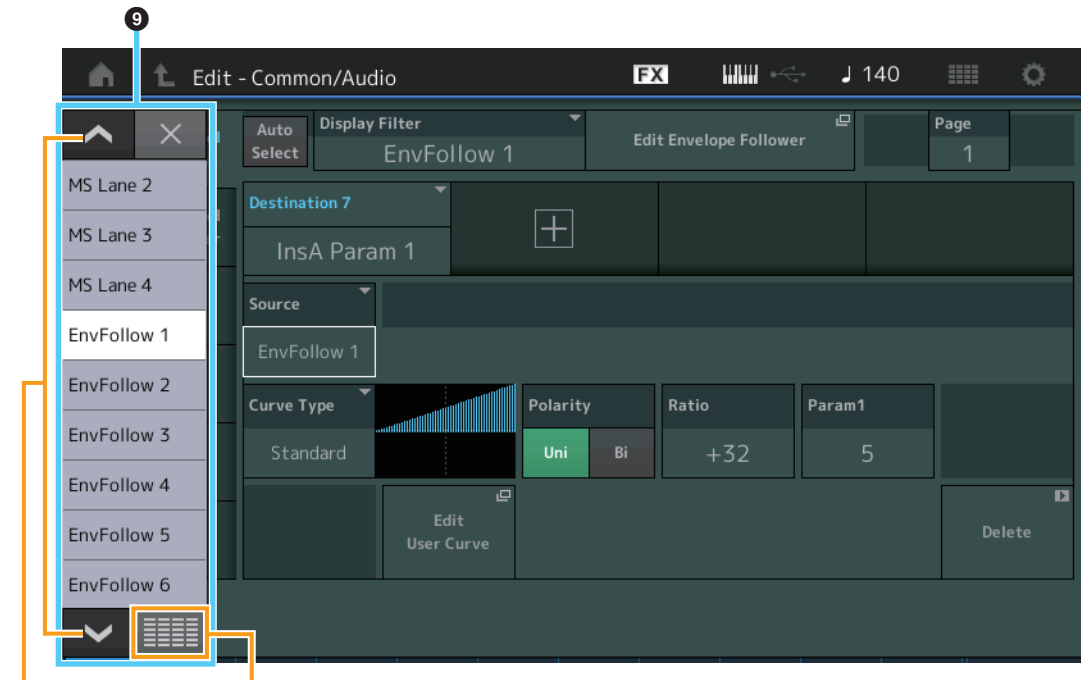 9
Edit - Common/Audio
FX
140
Auto Select
Display Filter
EnvFollow 1
Edit Envelope Follower
Page
1
MS Lane 2
MS Lane 3
MS Lane 4
EnvFollow 1
EnvFollow 2
EnvFollow 3
EnvFollow 4
EnvFollow 5
EnvFollow 6
Destination 7
InsA Param 1
Source
EnvFollow 1
Curve Type
Standard
Polarity
Uni
Bi
Ratio
+32
Param1
5
Edit
User Curve
Delete